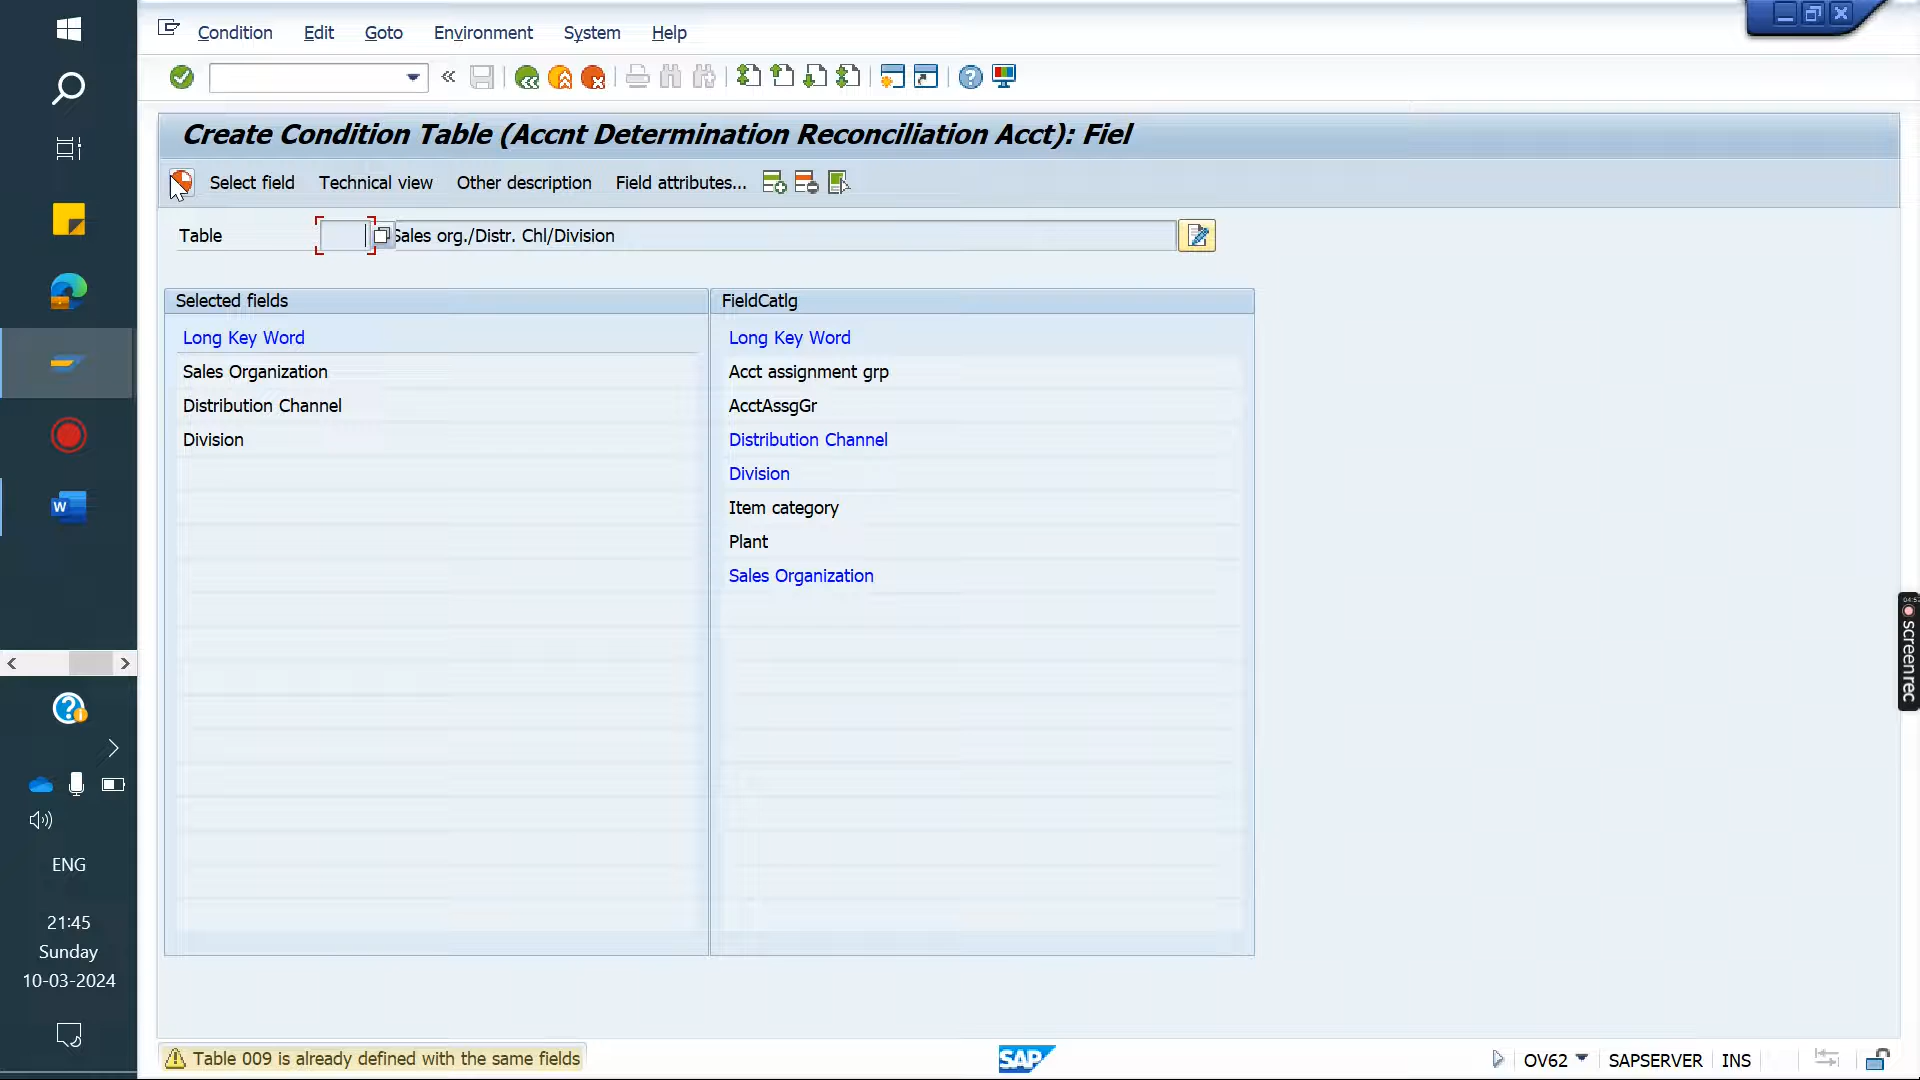 Condition Edit Goto Environment System Help
Create Condition Table (Accnt Determination Reconciliation Acct): Fiel
Select field Technical view Other description Field attributes...
Table Sales org./Distr. Chl/Division
Selected fields
Long Key Word
Sales Organization
Distribution Channel
Division
FieldCatlg
Long Key Word
Acct assignment grp
AcctAssgGr
Distribution Channel
Division
Item category
Plant
Sales Organization
W
ENG
21:45
Sunday
10-03-2024
screenrec
Table 009 is already defined with the same fields
SAP
OV62 SAPSERVER INS